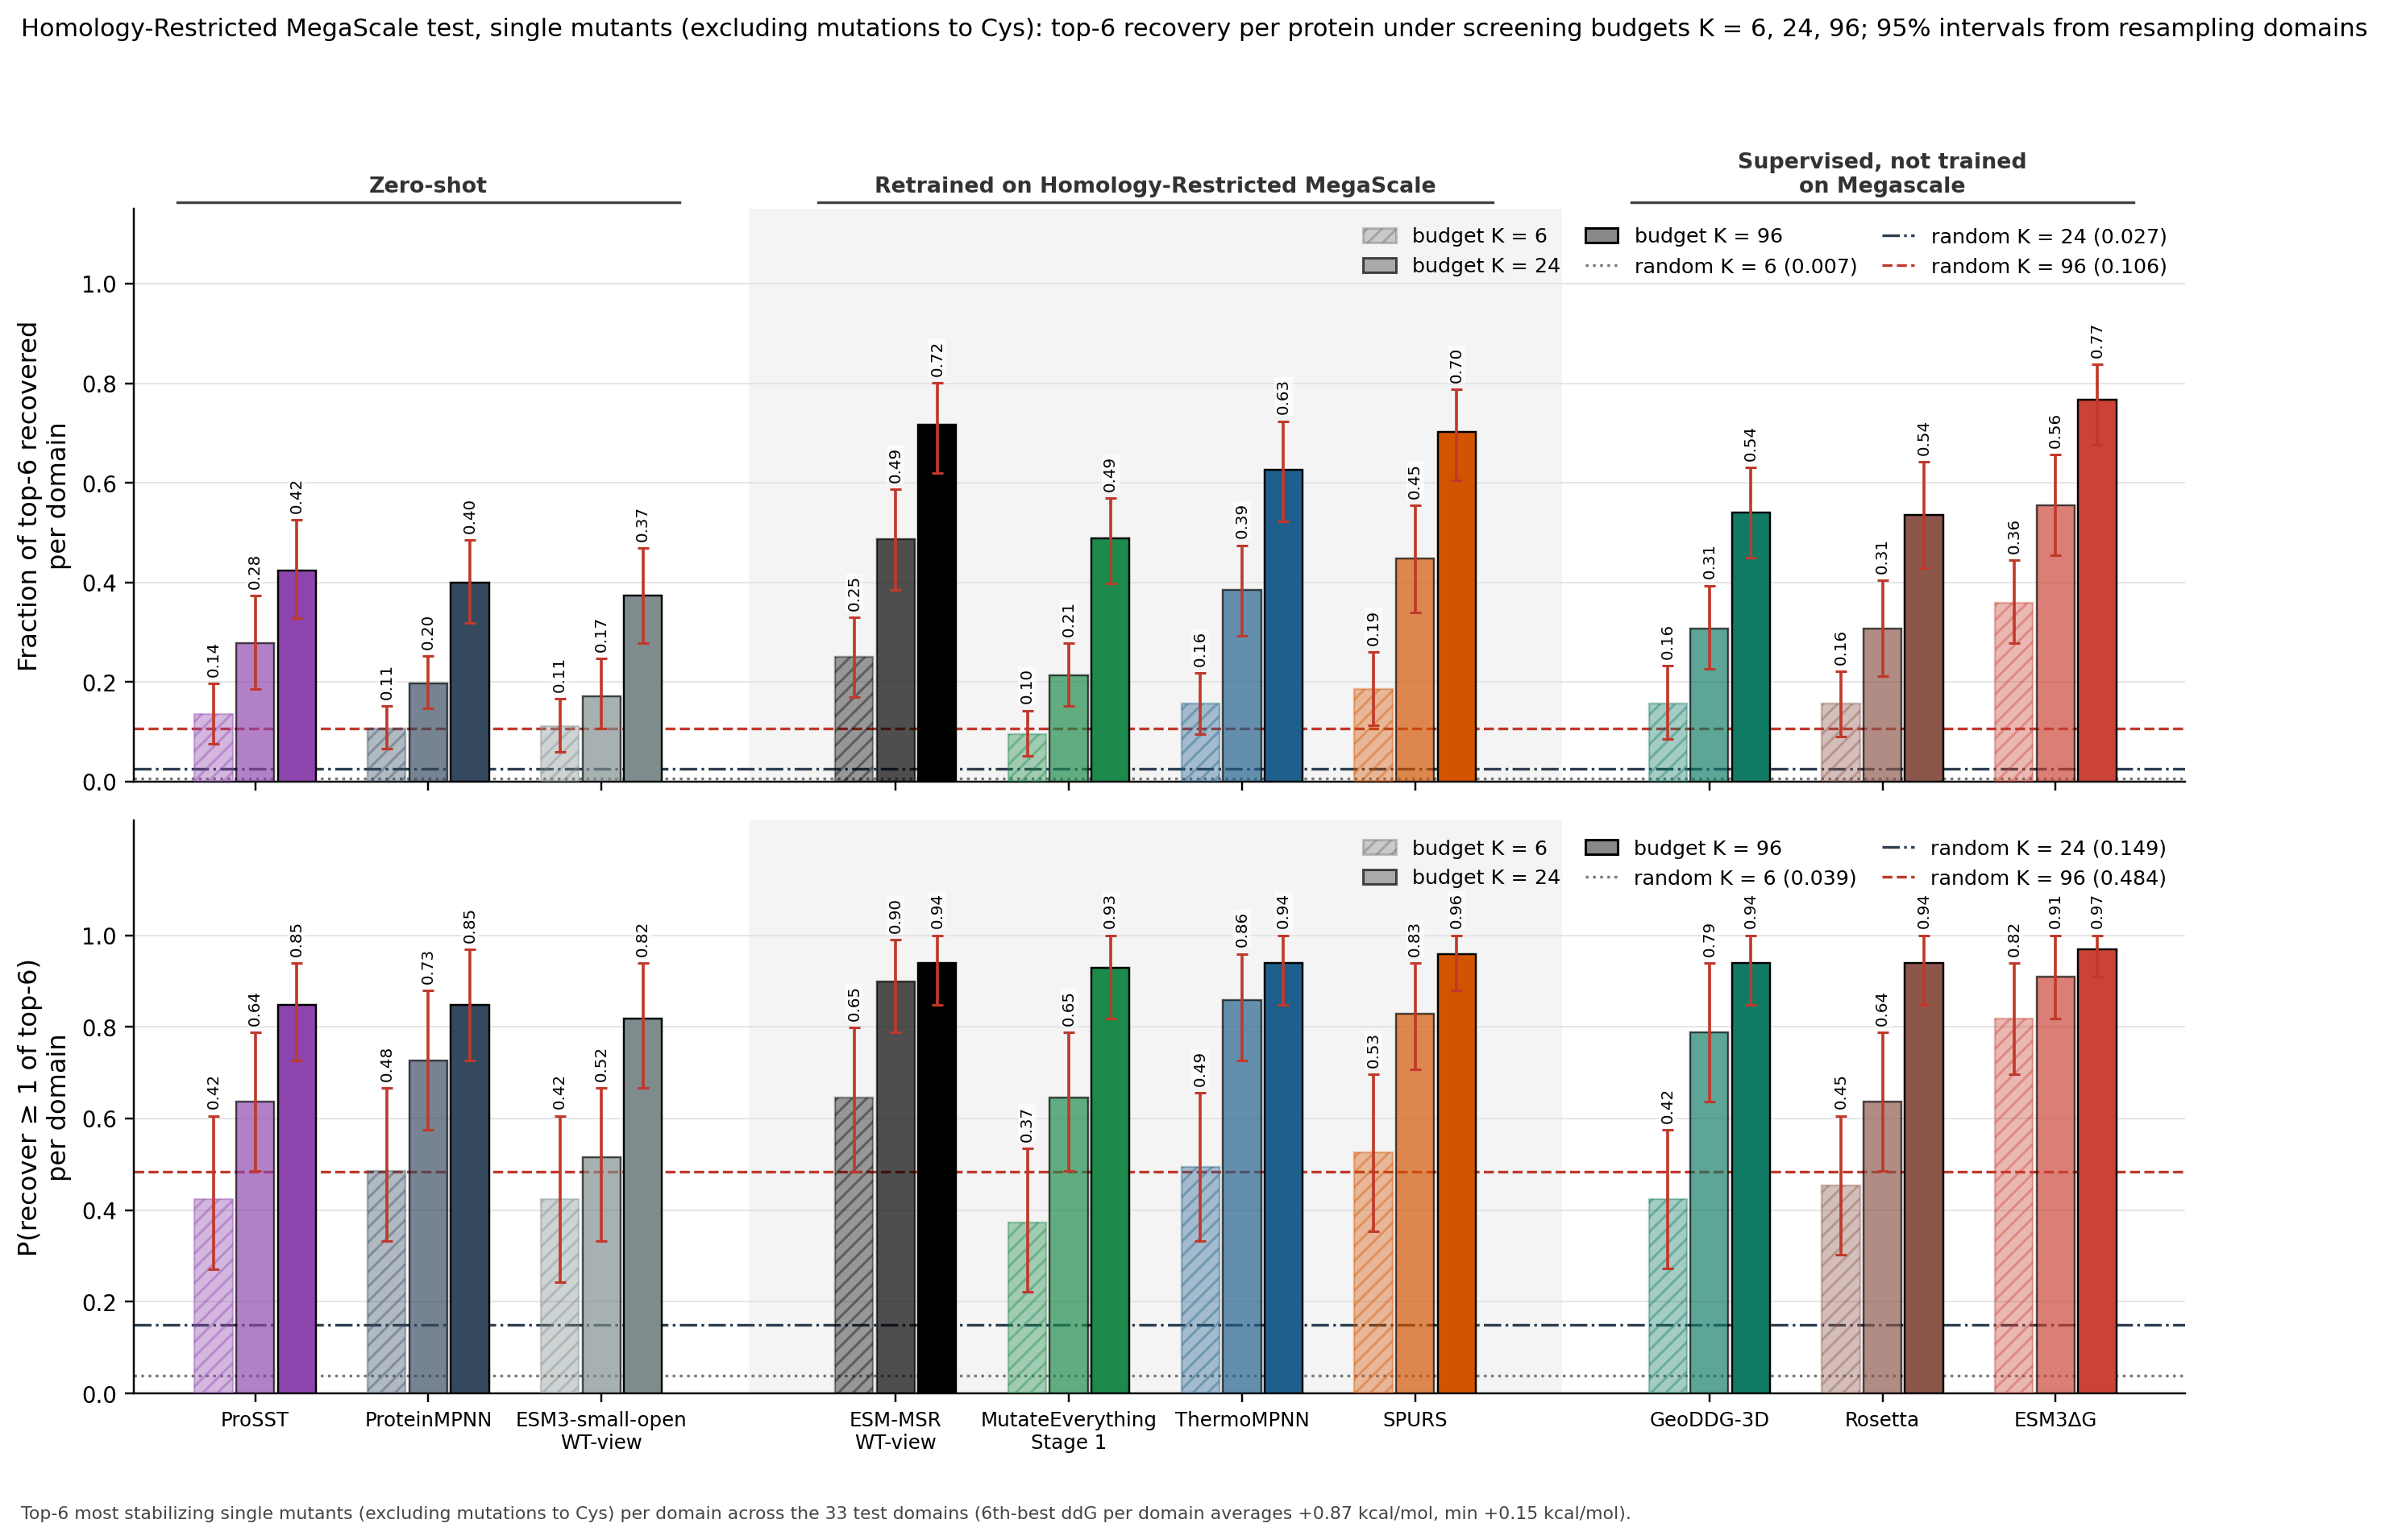 Homology-Restricted MegaScale test, single mutants (excluding mutations to Cys): top-6 recovery per protein under screening budgets K = 6, 24, 96; 95% intervals from resampling domains
Zero-shot
Retrained on Homology-Restricted MegaScale
Supervised, not trained
on Megascale
budget K = 6
budget K = 24
budget K = 96
random K = 6 (0.007)
random K = 24 (0.027)
random K = 96 (0.106)
Fraction of top-6 recovered
per domain
1.0
0.8
0.6
0.4
0.2
0.0
0.14
0.28
0.42
0.11
0.20
0.40
0.11
0.17
0.37
0.25
0.49
0.72
0.10
0.21
0.49
0.16
0.39
0.63
0.19
0.45
0.70
0.16
0.31
0.54
0.16
0.31
0.54
0.36
0.56
0.77
budget K = 6
budget K = 24
budget K = 96
random K = 6 (0.039)
random K = 24 (0.149)
random K = 96 (0.484)
P(recover ≥ 1 of top-6)
per domain
1.0
0.8
0.6
0.4
0.2
0.0
0.42
0.64
0.85
0.48
0.73
0.85
0.42
0.52
0.82
0.65
0.90
0.94
0.37
0.65
0.93
0.49
0.86
0.94
0.53
0.83
0.96
0.42
0.79
0.94
0.45
0.64
0.94
0.82
0.91
0.97
ProSST
ProteinMPNN
ESM3-small-open
WT-view
ESM-MSR
WT-view
MutateEverything
Stage 1
ThermoMPNN
SPURS
GeoDDG-3D
Rosetta
ESM3ΔG
Top-6 most stabilizing single mutants (excluding mutations to Cys) per domain across the 33 test domains (6th-best ddG per domain averages +0.87 kcal/mol, min +0.15 kcal/mol).